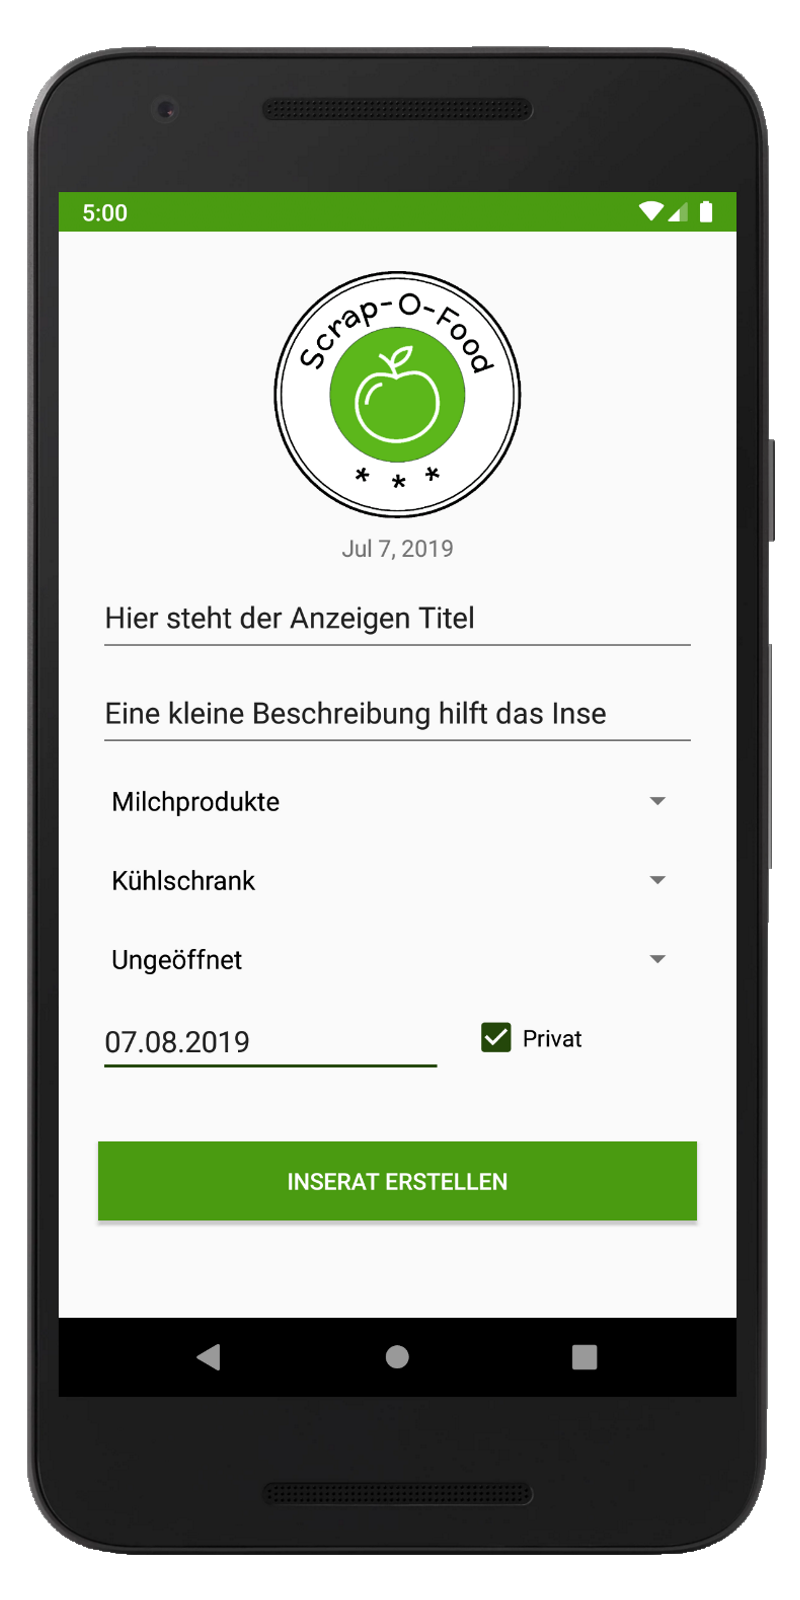 5:00
Scrap-O-Food
* * *
Jul 7, 2019
Hier steht der Anzeigen Titel
Eine kleine Beschreibung hilft das Inse
Milchprodukte
Kühlschrank
Ungeöffnet
07.08.2019
Privat
INSERAT ERSTELLEN